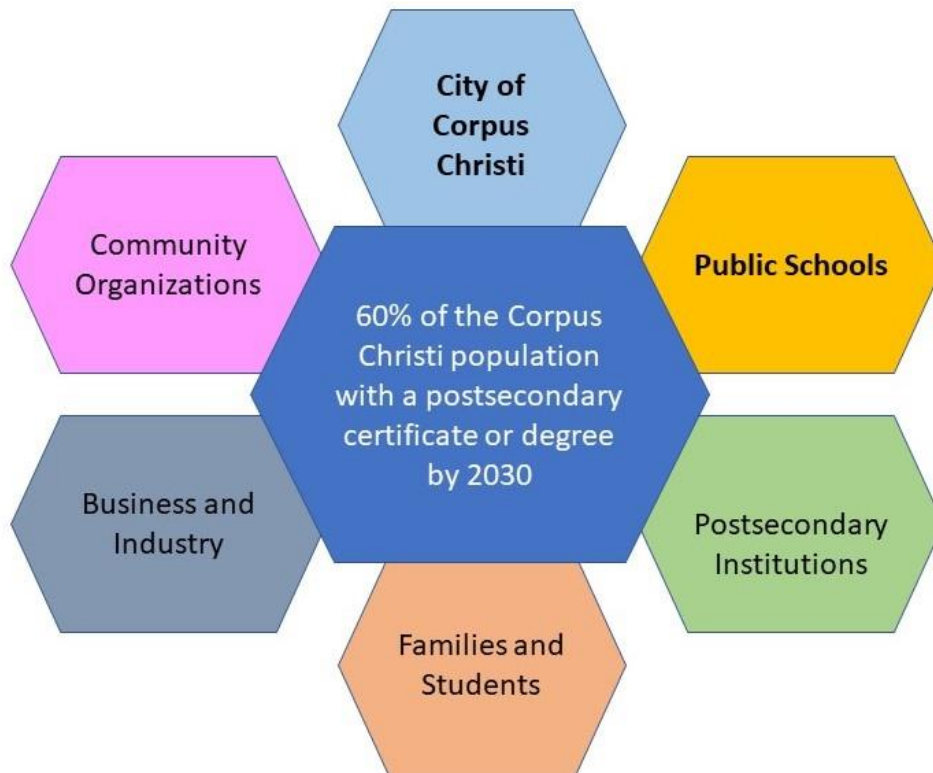 City of
Corpus
Christi
Community
Organizations
Public Schools
60% of the Corpus
Christi population
with a postsecondary
certificate or degree
by 2030
Business and
Industry
Postsecondary
Institutions
Families and
Students